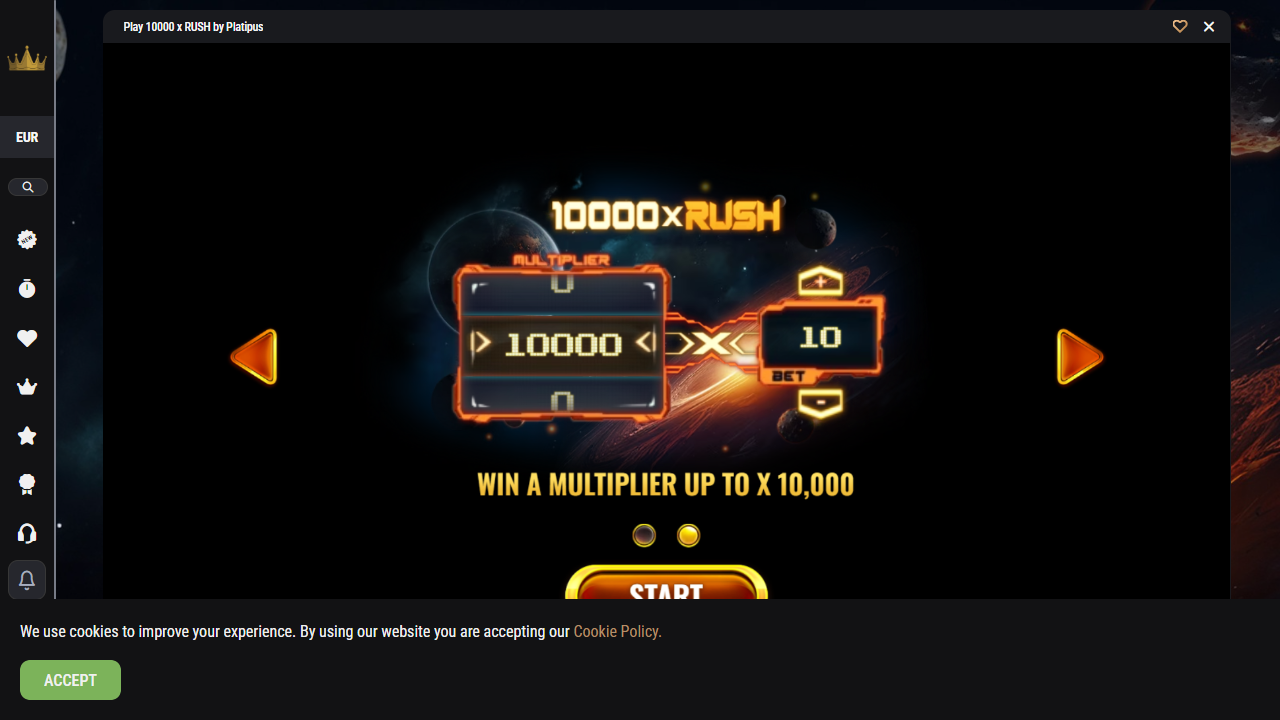 Play 10000 x RUSH by Platipus
EUR
NEW
10000xRUSH
MULTIPLIER
0
10000
0
X
10
BET
WIN A MULTIPLIER UP TO X 10,000
START
We use cookies to improve your experience. By using our website you are accepting our Cookie Policy.
ACCEPT